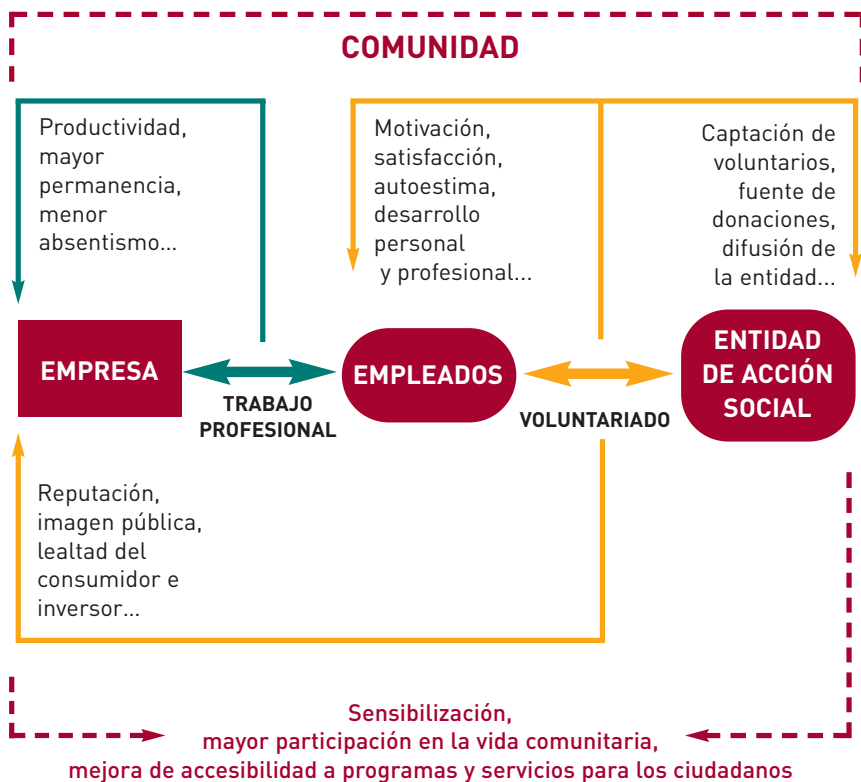 COMUNIDAD
Productividad,
mayor
permanencia,
menor
absentismo...
Motivación,
satisfacción,
autoestima,
desarrollo
personal
y profesional...
Captación de
voluntarios,
fuente de
donaciones,
difusión de
la entidad...
EMPRESA
TRABAJO
PROFESIONAL
EMPLEADOS
VOLUNTARIADO
ENTIDAD
DE ACCIÓN
SOCIAL
Reputación,
imagen pública,
lealtad del
consumidor e
inversor...
Sensibilización,
mayor participación en la vida comunitaria,
mejora de accesibilidad a programas y servicios para los ciudadanos